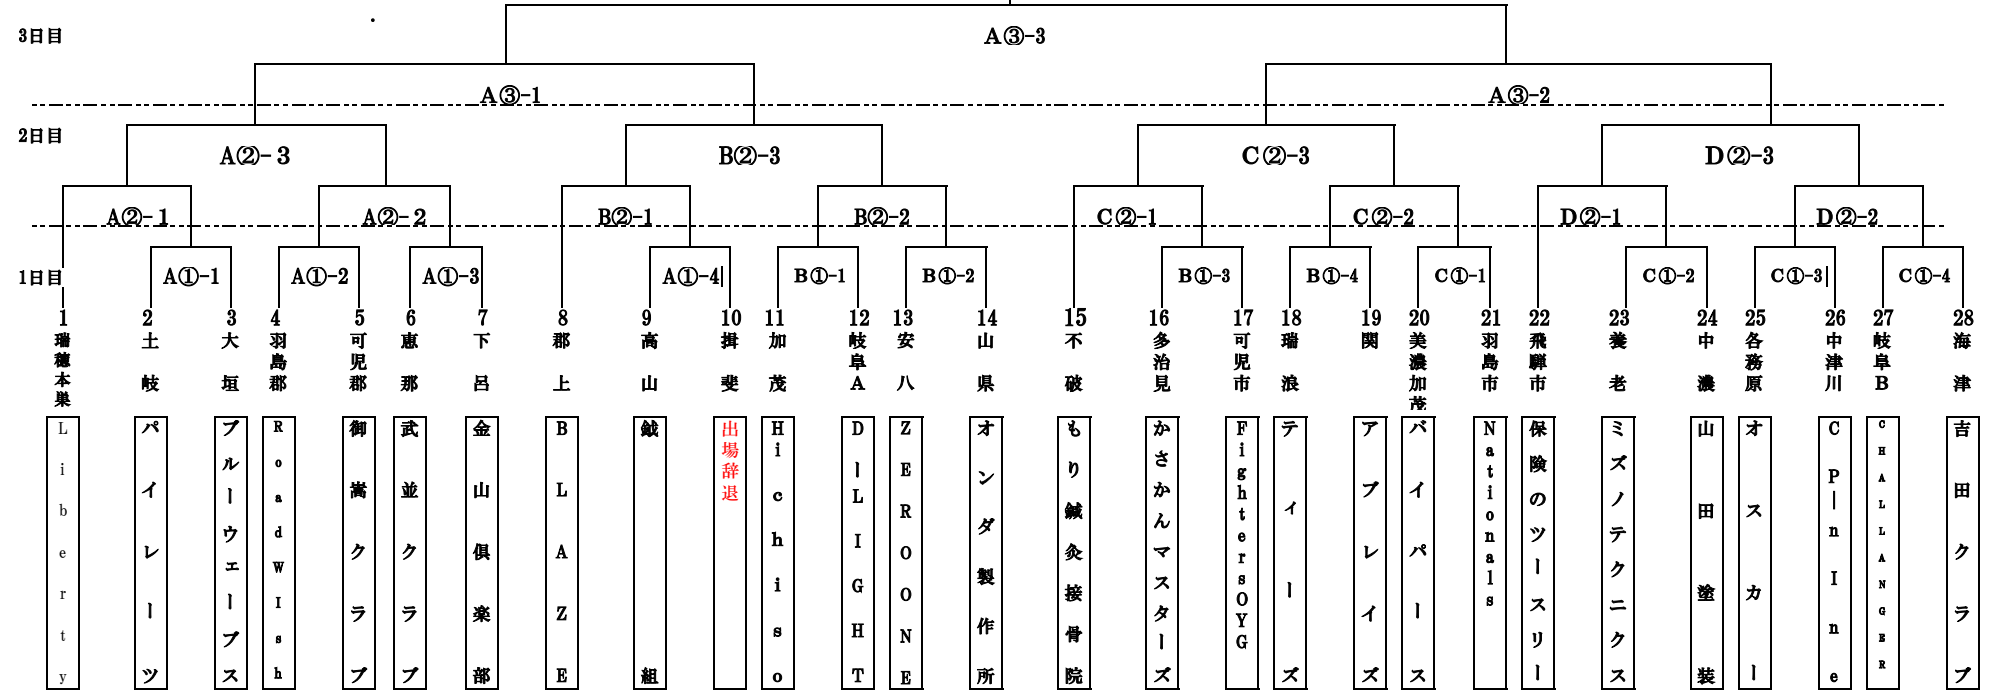 3日目
A③-3
A③-1
A③-2
2日目
A②-3
B②-3
C②-3
D②-3
A②-1
A②-2
B②-1
B②-2
C②-1
C②-2
D②-1
D②-2
1日目
A①-1
A①-2
A①-3
A①-4
B①-1
B①-2
B①-3
B①-4
C①-1
C①-2
C①-3
C①-4
1 瑞穂本巣 Liberty
2 土岐 パイレーツ
3 大垣 ブルーウェーブス
4 羽島郡 RoadWIsh
5 可児郡 御嵩クラブ
6 恵那 武並クラブ
7 下呂 金山倶楽部
8 郡上 BLAZE
9 高山 鉞組
10 揖斐 出場辞退
11 加茂 Hichiso
12 岐阜A DーLIGHT
13 安八 ZEROONE
14 山県 オンダ製作所
15 不破 もり鍼灸接骨院
16 多治見 かさかんマスターズ
17 可児市 FightersOYG
18 瑞浪 ティーズ
19 関 アブレイズ
20 美濃加茂 バイパース
21 羽島市 Nationals
22 飛騨市 保険のツースリー
23 養老 ミズノテクニクス
24 中濃 山田塗装
25 各務原 オスカー
26 中津川 CPーn Ine
27 岐阜B CHALLANGER
28 海津 吉田クラブ